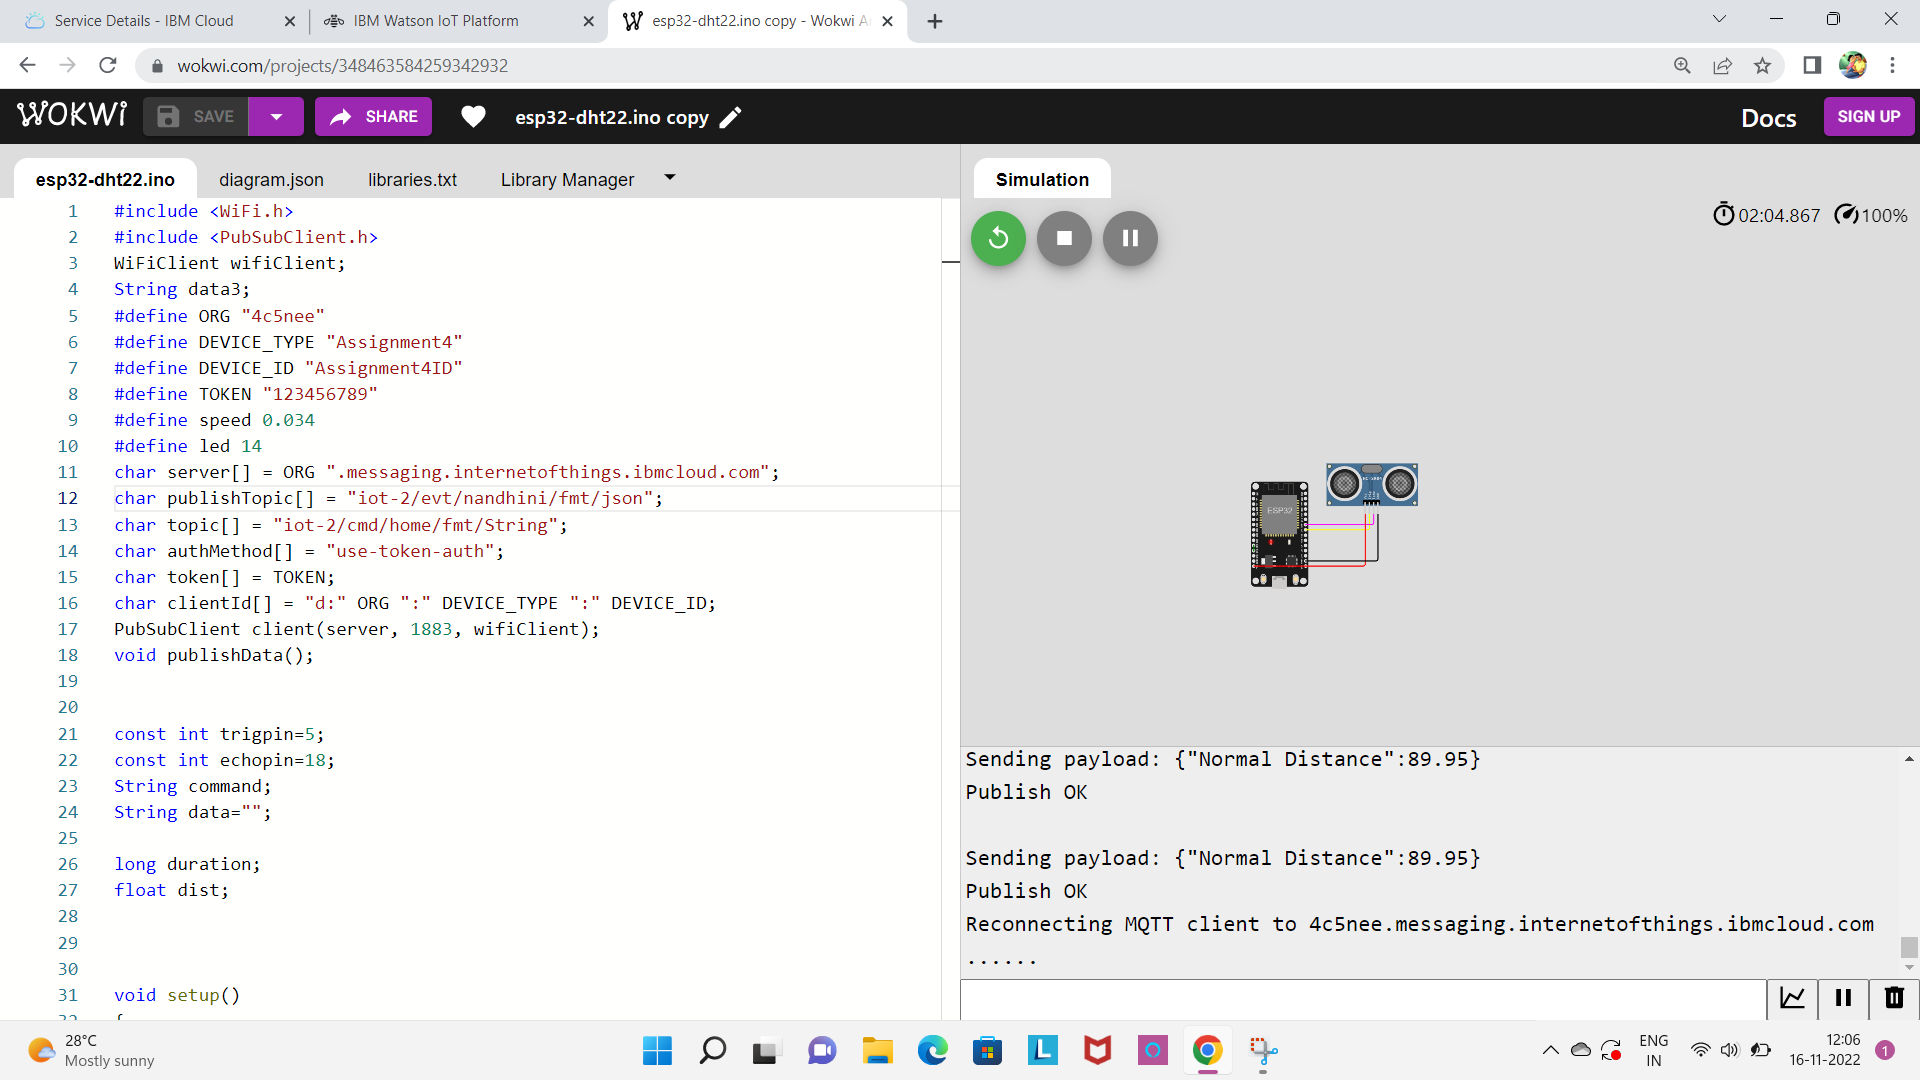 Service Details - IBM Cloud
IBM Watson IoT Platform
esp32-dht22.ino copy - Wokwi A
wokwi.com/projects/348463584259342932
WOKWi
SAVE
SHARE
esp32-dht22.ino copy
Docs
SIGN UP
esp32-dht22.ino
diagram.json
libraries.txt
Library Manager
Simulation
02:04.867
100%
1 #include <WiFi.h>
2 #include <PubSubClient.h>
3 WiFiClient wifiClient;
4 String data3;
5 #define ORG "4c5nee"
6 #define DEVICE_TYPE "Assignment4"
7 #define DEVICE_ID "Assignment4ID"
8 #define TOKEN "123456789"
9 #define speed 0.034
10 #define led 14
11 char server[] = ORG ".messaging.internetofthings.ibmcloud.com";
12 char publishTopic[] = "iot-2/evt/nandhini/fmt/json";
13 char topic[] = "iot-2/cmd/home/fmt/String";
14 char authMethod[] = "use-token-auth";
15 char token[] = TOKEN;
16 char clientId[] = "d:" ORG ":" DEVICE_TYPE ":" DEVICE_ID;
17 PubSubClient client(server, 1883, wifiClient);
18 void publishData();
19
20
21 const int trigpin=5;
22 const int echopin=18;
23 String command;
24 String data="";
25
26 long duration;
27 float dist;
28
29
30
31 void setup()
32 {
ESP32
Sending payload: {"Normal Distance":89.95}
Publish OK
Sending payload: {"Normal Distance":89.95}
Publish OK
Reconnecting MQTT client to 4c5nee.messaging.internetofthings.ibmcloud.com
......
28°C
Mostly sunny
ENG
IN
12:06
16-11-2022
1